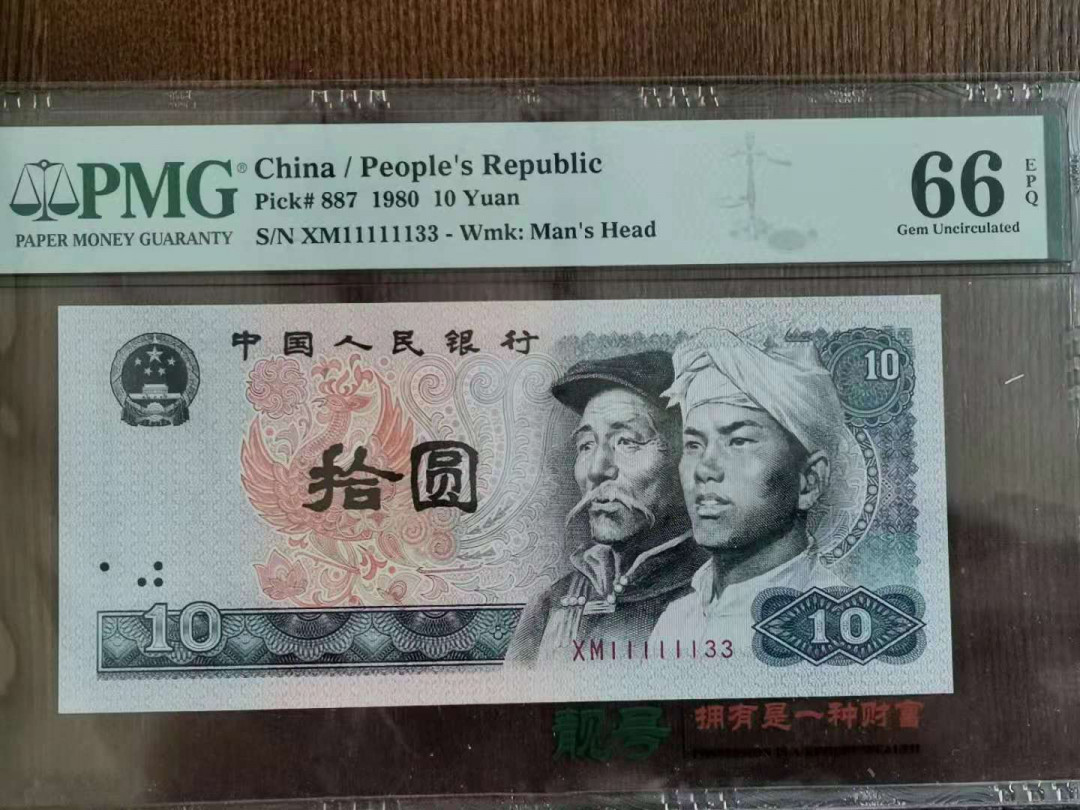 PMG® China / People's Republic
Pick# 887 1980 10 Yuan
PAPER MONEY GUARANTY
S/N XM11111133 - Wmk: Man's Head
66 EPQ
Gem Uncirculated
中国人民银行
10
拾圆
10
10
XM11111133
靓号
拥有是一种财富